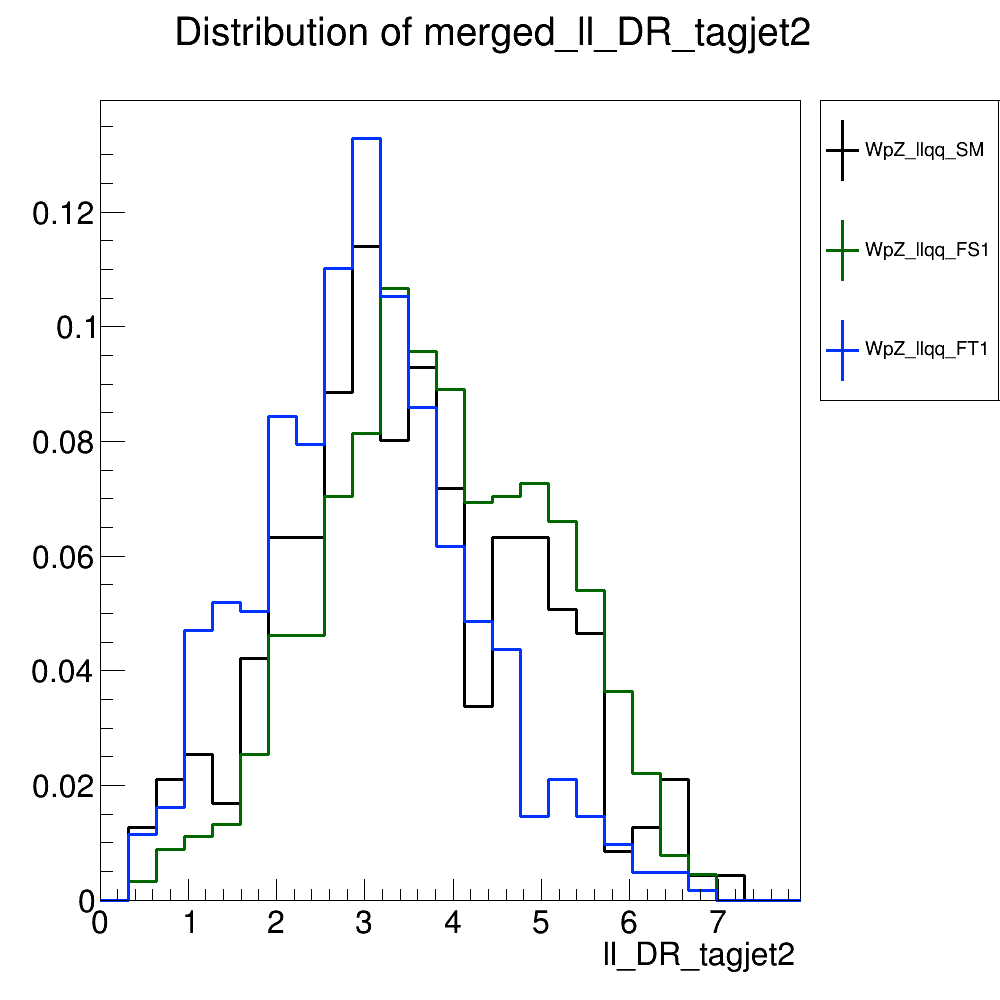 Distribution of merged_ll_DR_tagjet2
WpZ_llqq_SM
WpZ_llqq_FS1
WpZ_llqq_FT1
0.12
0.1
0.08
0.06
0.04
0.02
0
0 1 2 3 4 5 6 7
ll_DR_tagjet2